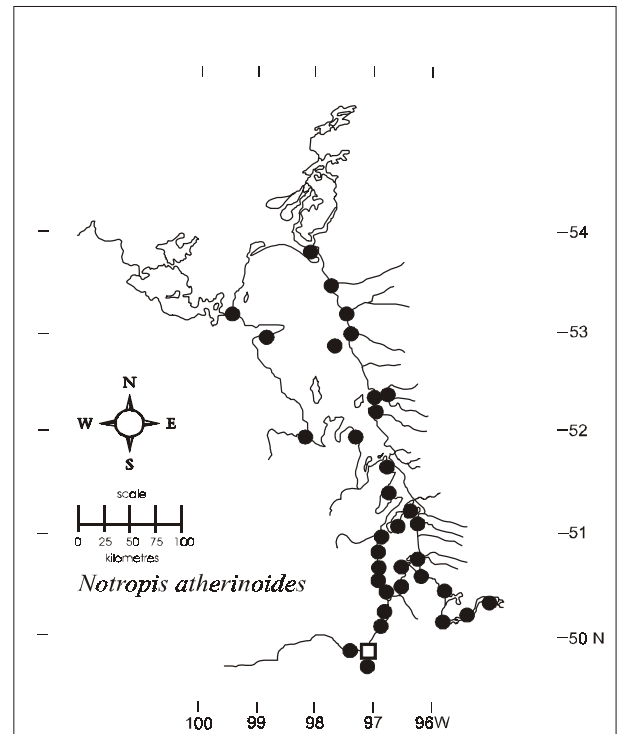 54
53
N
W E
S
52
scale
0 25 50 75 100
kilometres
51
Notropis atherinoides
50 N
100 99 98 97 96W